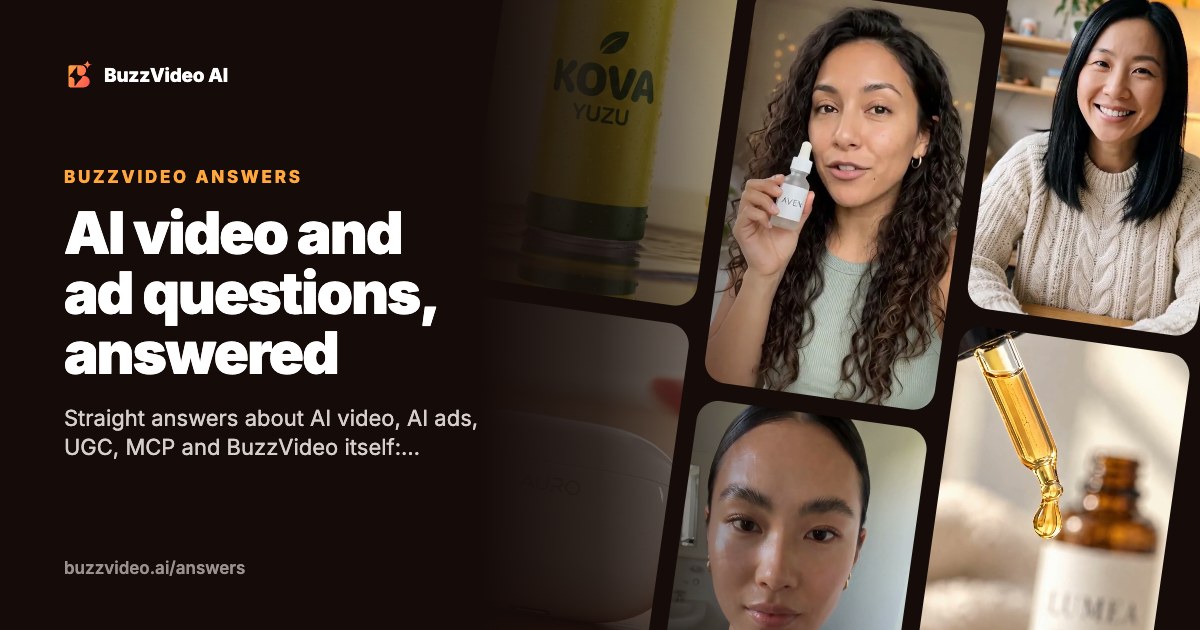 BuzzVideo AI
BUZZVIDEO ANSWERS
AI video and
ad questions,
answered
Straight answers about AI video, AI ads,
UGC, MCP and BuzzVideo itself:...
buzzvideo.ai/answers
KOVA
YUZU
AVEN
LUMEA